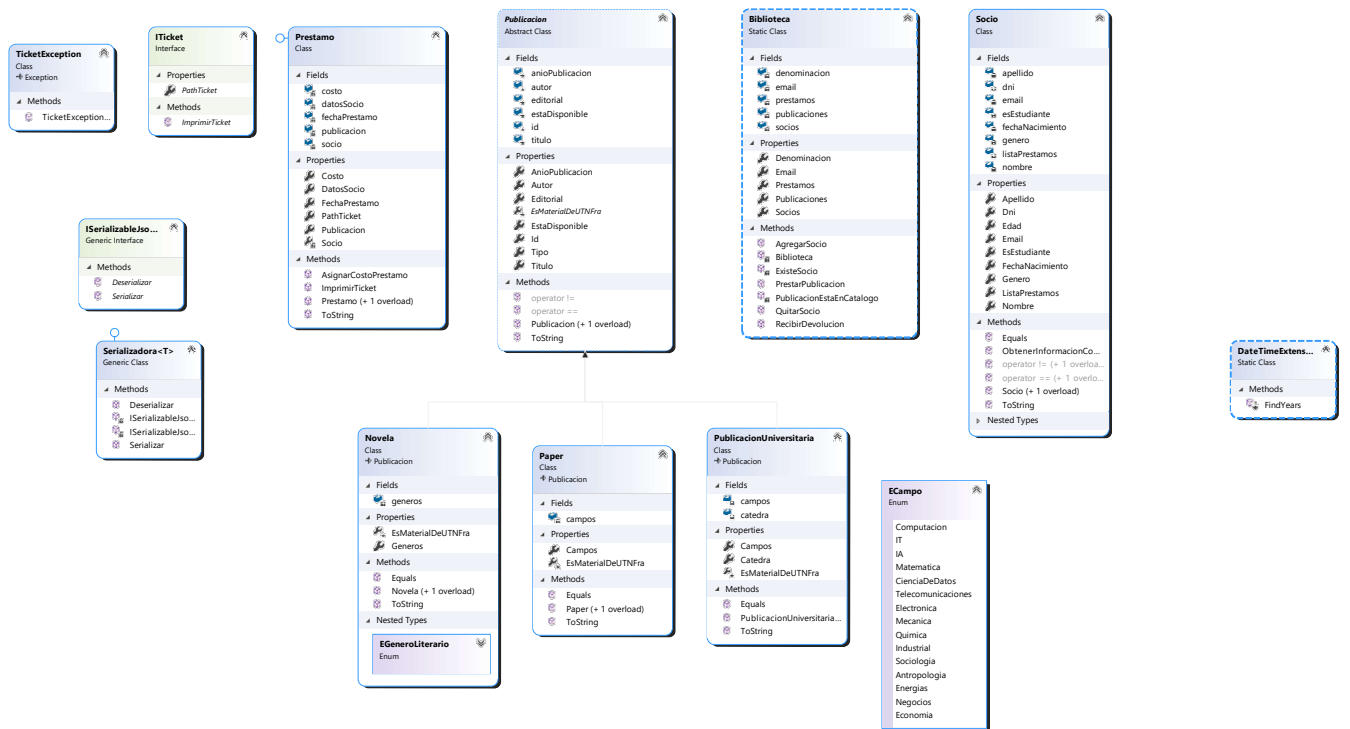 TicketException
Class
Exception
Methods
TicketException...
ITicket
Interface
Properties
PathTicket
Methods
ImprimirTicket
Prestamo
Class
Fields
costo
datosSocio
fechaPrestamo
publicacion
socio
Properties
Costo
DatosSocio
FechaPrestamo
PathTicket
Publicacion
Socio
Methods
AsignarCostoPrestamo
ImprimirTicket
Prestamo (+ 1 overload)
ToString
Publicacion
Abstract Class
Fields
anioPublicacion
autor
editorial
estaDisponible
id
titulo
Properties
AnioPublicacion
Autor
Editorial
EsMaterialDeUTNFra
EstaDisponible
Id
Tipo
Titulo
Methods
operator !=
operator ==
Publicacion (+ 1 overload)
ToString
Biblioteca
Static Class
Fields
denominacion
email
prestamos
publicaciones
socios
Properties
Denominacion
Email
Prestamos
Publicaciones
Socios
Methods
AgregarSocio
Biblioteca
ExisteSocio
PrestarPublicacion
PublicacionEstaEnCatalogo
QuitarSocio
RecibirDevolucion
Socio
Class
Fields
apellido
dni
email
esEstudiante
fechaNacimiento
genero
listaPrestamos
nombre
Properties
Apellido
Dni
Edad
Email
EsEstudiante
FechaNacimiento
Genero
ListaPrestamos
Nombre
Methods
Equals
ObtenerInformacionCo...
operator != (+ 1 overloa...
operator == (+ 1 overlo...
Socio (+ 1 overload)
ToString
Nested Types
ISerializableJso...
Generic Interface
Methods
Deserializar
Serializar
Serializadora<T>
Generic Class
Methods
Deserializar
ISerializableJso...
ISerializableJso...
Serializar
DateTimeExtens...
Static Class
Methods
FindYears
Novela
Class
Publicacion
Fields
generos
Properties
EsMaterialDeUTNFra
Generos
Methods
Equals
Novela (+ 1 overload)
ToString
Nested Types
EGeneroLiterario
Enum
Paper
Class
Publicacion
Fields
campos
Properties
Campos
EsMaterialDeUTNFra
Methods
Equals
Paper (+ 1 overload)
ToString
PublicacionUniversitaria
Class
Publicacion
Fields
campos
catedra
Properties
Campos
Catedra
EsMaterialDeUTNFra
Methods
Equals
PublicacionUniversitaria...
ToString
ECampo
Enum
Computacion
IT
IA
Matematica
CienciaDeDatos
Telecomunicaciones
Electronica
Mecanica
Quimica
Industrial
Sociologia
Antropologia
Energias
Negocios
Economia